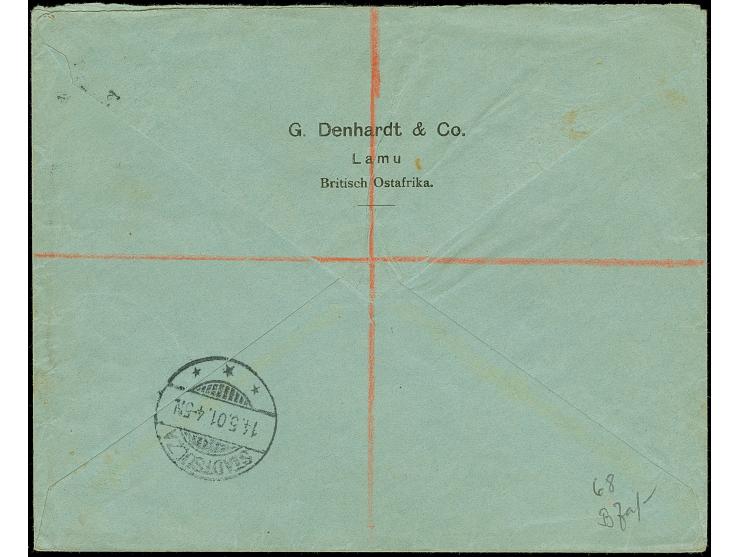 G. Denhardt & Co.
Lamu
Britisch Ostafrika.
14.5.01.4-5N
STADTSULZA
68